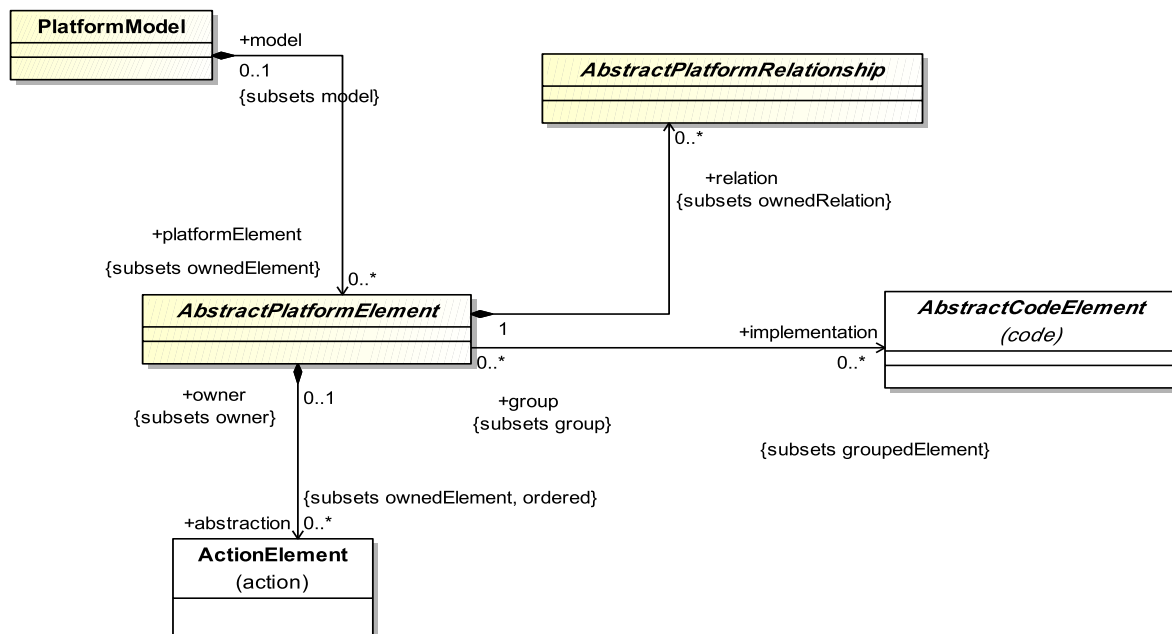 PlatformModel
+model
0..1
{subsets model}
AbstractPlatformRelationship
0..*
+relation
{subsets ownedRelation}
+platformElement
{subsets ownedElement}
0..*
AbstractPlatformElement
1
+implementation
0..*
0..*
AbstractCodeElement
(code)
+owner
{subsets owner}
0..1
+group
{subsets group}
{subsets groupedElement}
{subsets ownedElement, ordered}
+abstraction
0..*
ActionElement
(action)